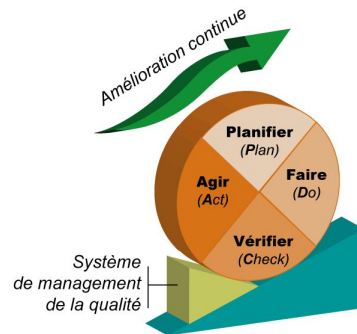 Amélioration continue
Planifier
(Plan)
Faire
(Do)
Agir
(Act)
Vérifier
(Check)
Système
de management
de la qualité